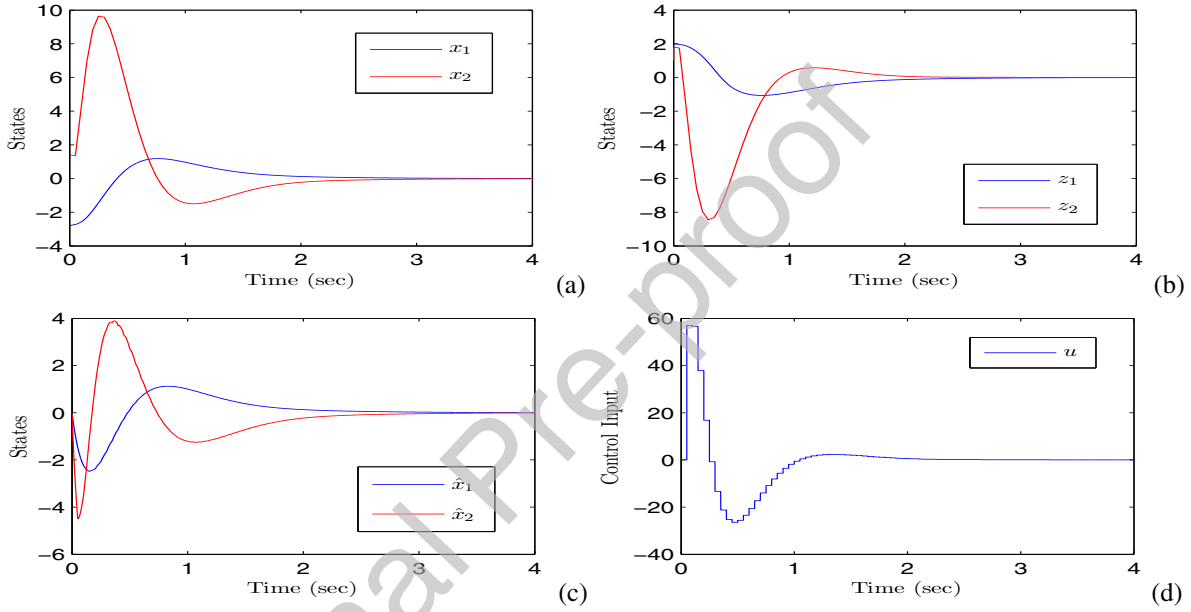 10
8
6
4
2
0
−2
−4
States
x₁
x₂
0
1
2
3
4
Time (sec)
(a)
4
2
0
−2
−4
−6
−8
−10
States
z₁
z₂
0
1
2
3
4
Time (sec)
(b)
4
2
0
−2
−4
−6
States
x̂₁
x̂₂
0
1
2
3
4
Time (sec)
(c)
60
40
20
0
−20
−40
Control Input
u
0
1
2
3
4
Time (sec)
(d)
nal Pre-proof